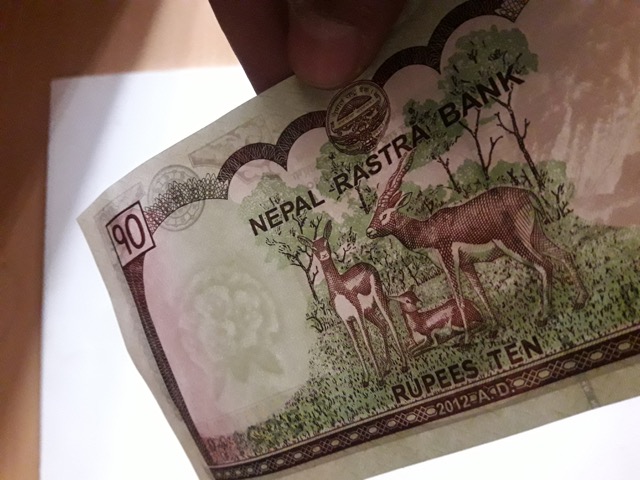 १०
NEPAL RASTRA BANK
RUPEES TEN
2012 A.D.